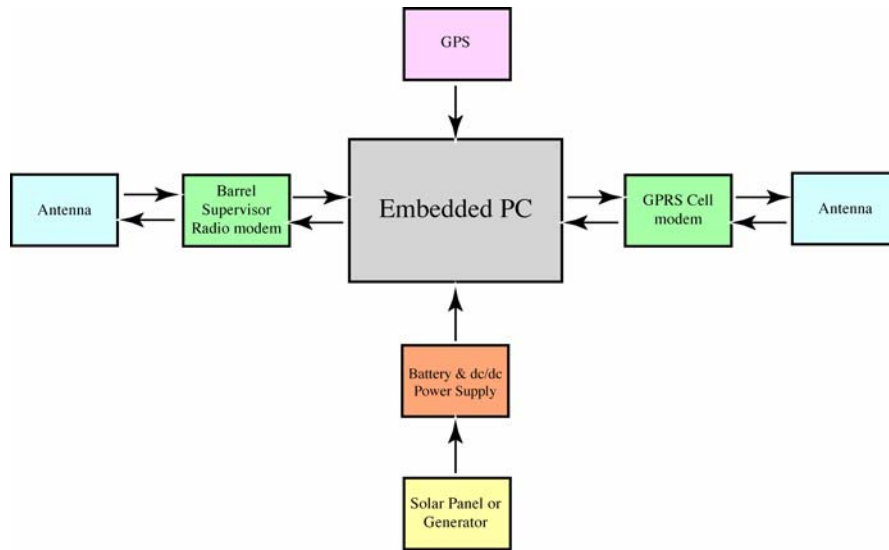 GPS
Antenna
Barrel
Supervisor
Radio modem
Embedded PC
GPRS Cell
modem
Antenna
Battery & dc/dc
Power Supply
Solar Panel or
Generator